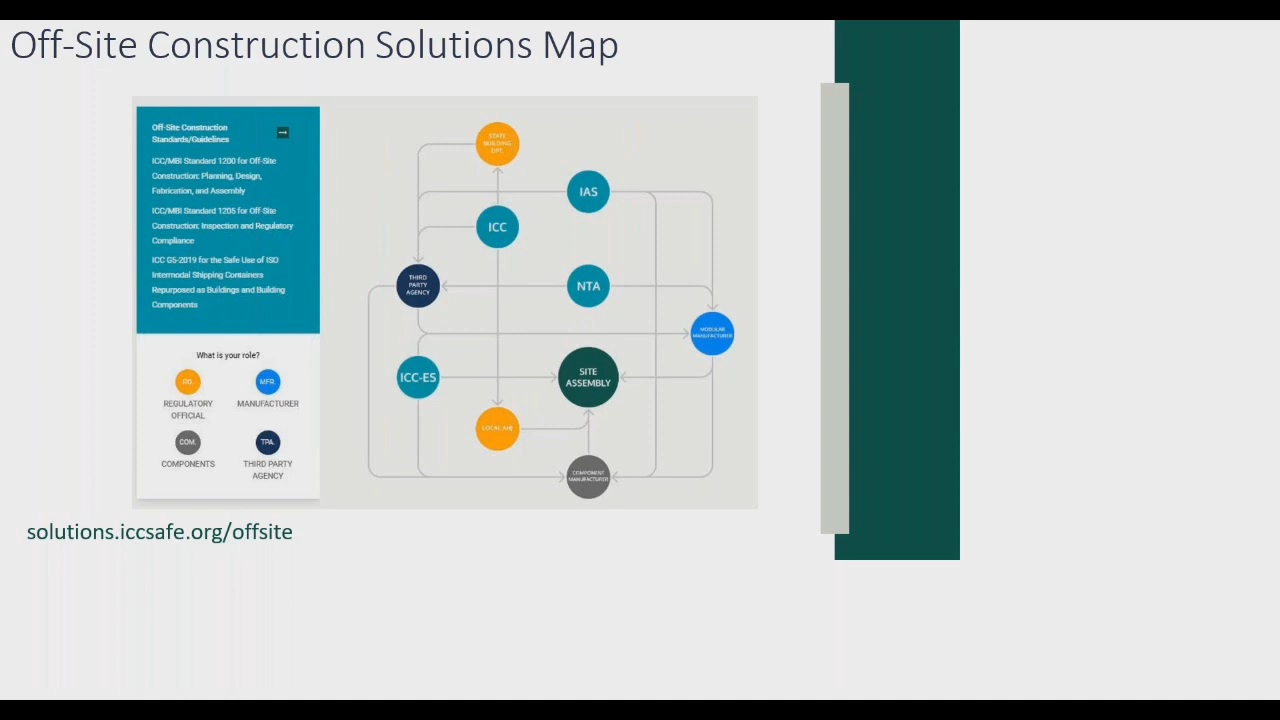 Off-Site Construction Solutions Map
Off-Site Construction
Standards/Guidelines
ICC/MBI Standard 1200 for Off-Site
Construction: Planning, Design,
Fabrication, and Assembly
ICC/MBI Standard 1205 for Off-Site
Construction: Inspection and Regulatory
Compliance
ICC G5-2019 for the Safe Use of ISO
Intermodal Shipping Containers
Repurposed as Buildings and Building
Components
What is your role?
RO.
REGULATORY
OFFICIAL
MFR.
MANUFACTURER
COM.
COMPONENTS
TPA.
THIRD PARTY
AGENCY
STATE
BUILDING
DPT.
IAS
ICC
THIRD
PARTY
AGENCY
NTA
MODULAR
MANUFACTURER
ICC-ES
SITE
ASSEMBLY
LOCAL AHJ
COMPONENT
MANUFACTURER
solutions.iccsafe.org/offsite